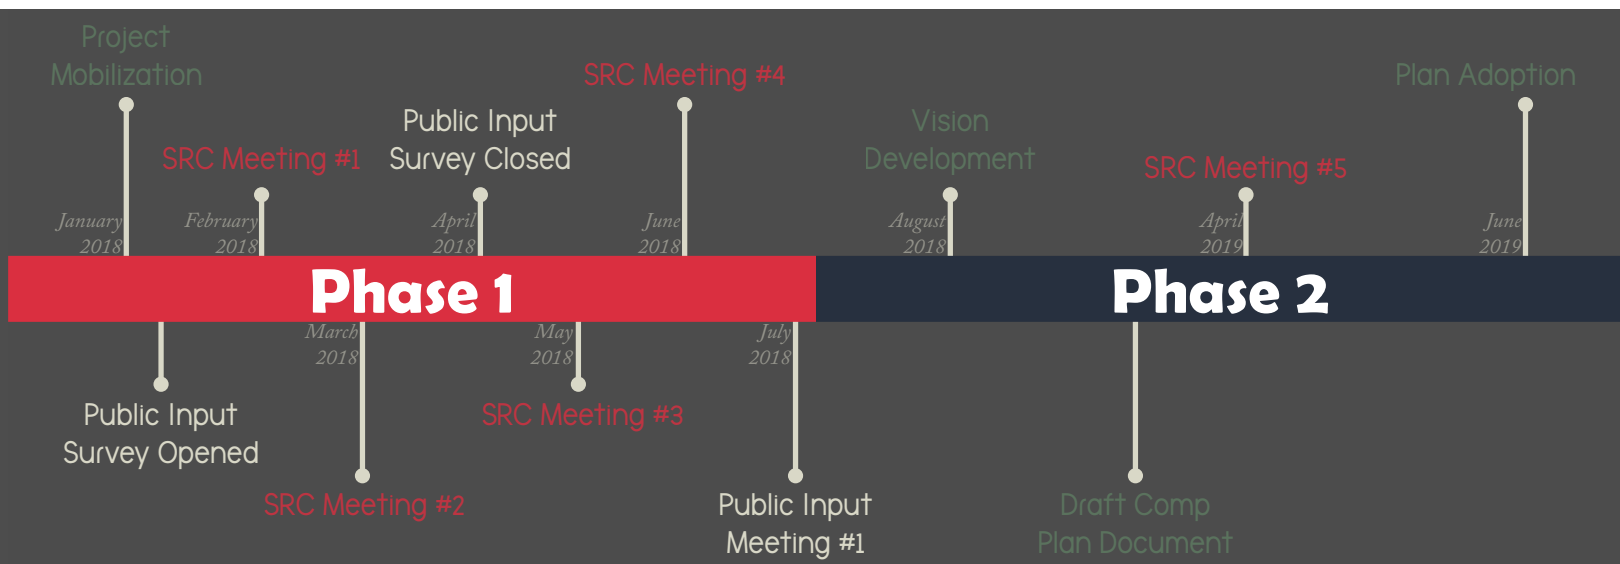 Project
Mobilization
SRC Meeting #4
Plan Adoption
Public Input
Survey Closed
Vision
Development
SRC Meeting #1
SRC Meeting #5
January
2018
February
2018
April
2018
June
2018
August
2018
April
2019
June
2019
Phase 1
Phase 2
March
2018
May
2018
July
2018
Public Input
Survey Opened
SRC Meeting #3
SRC Meeting #2
Public Input
Meeting #1
Draft Comp
Plan Document